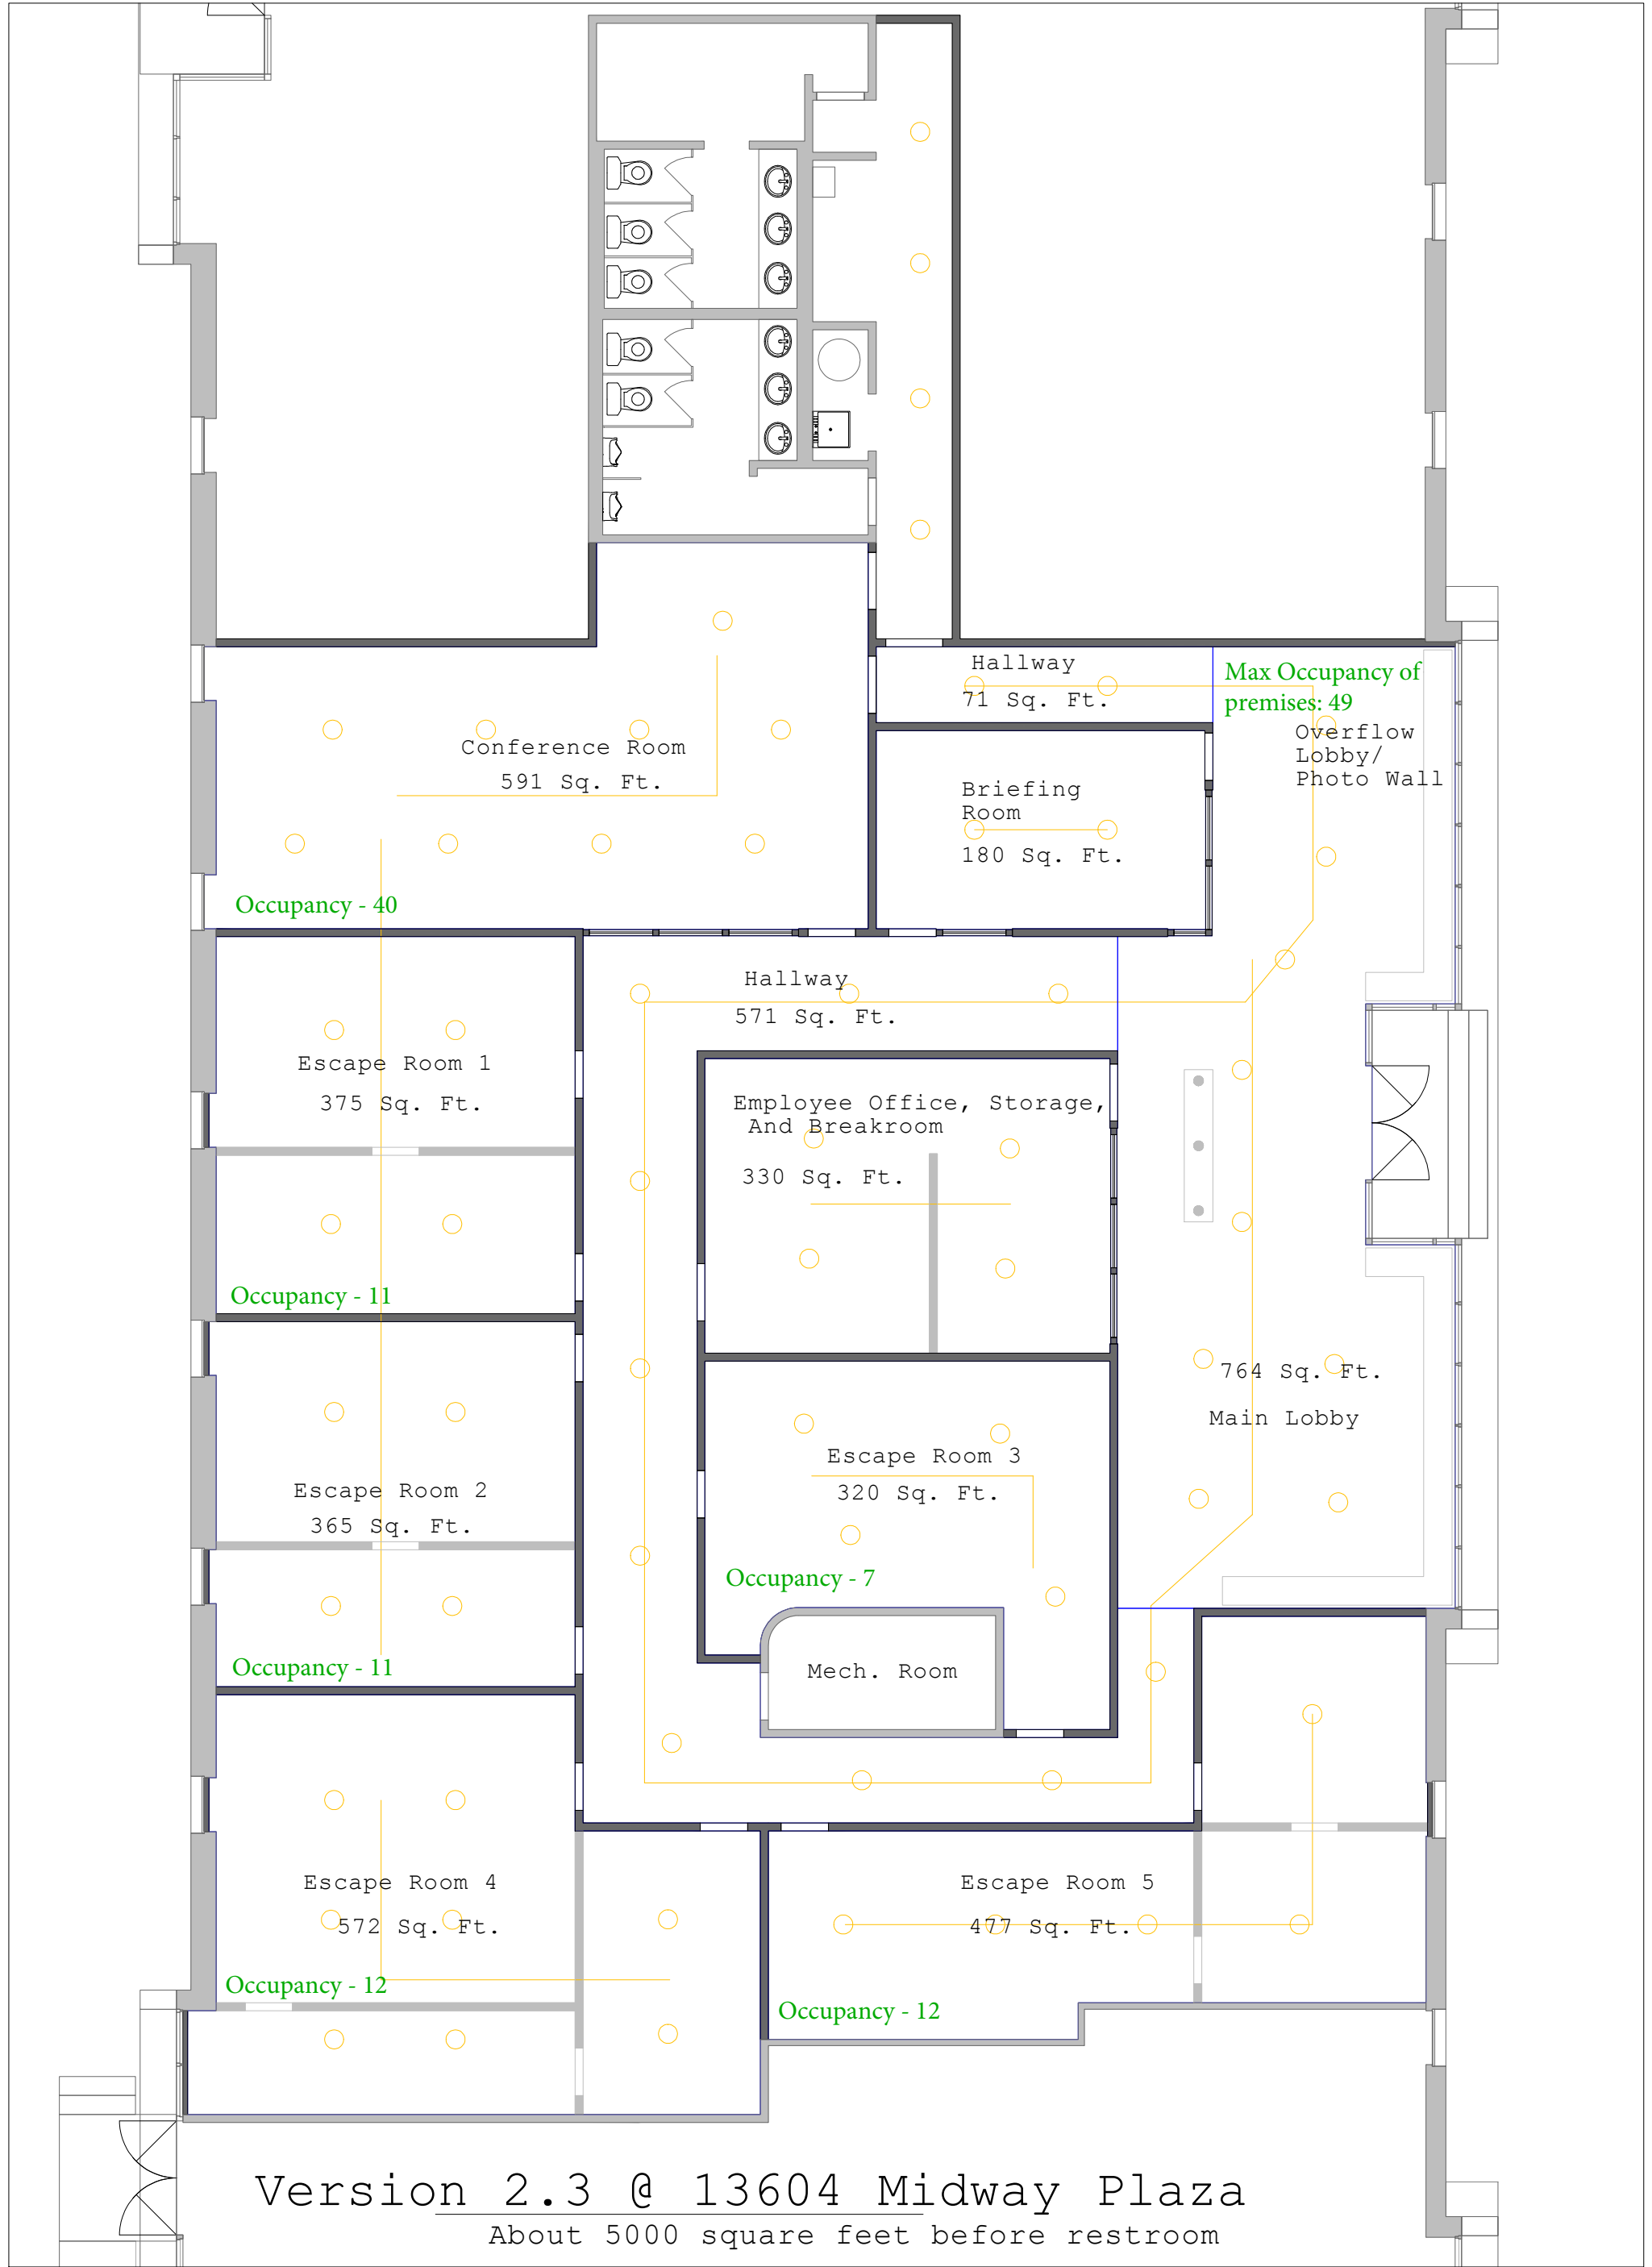 Hallway
71 Sq. Ft.
Max Occupancy of
premises: 49
Overflow
Lobby/
Photo Wall
Conference Room
591 Sq. Ft.
Briefing
Room
180 Sq. Ft.
Occupancy - 40
Hallway
571 Sq. Ft.
Escape Room 1
375 Sq. Ft.
Employee Office, Storage,
And Breakroom
330 Sq. Ft.
Occupancy - 11
764 Sq. Ft.
Main Lobby
Escape Room 3
320 Sq. Ft.
Escape Room 2
365 Sq. Ft.
Occupancy - 7
Occupancy - 11
Mech. Room
Escape Room 4
572 Sq. Ft.
Escape Room 5
477 Sq. Ft.
Occupancy - 12
Occupancy - 12
Version 2.3 @ 13604 Midway Plaza
About 5000 square feet before restroom